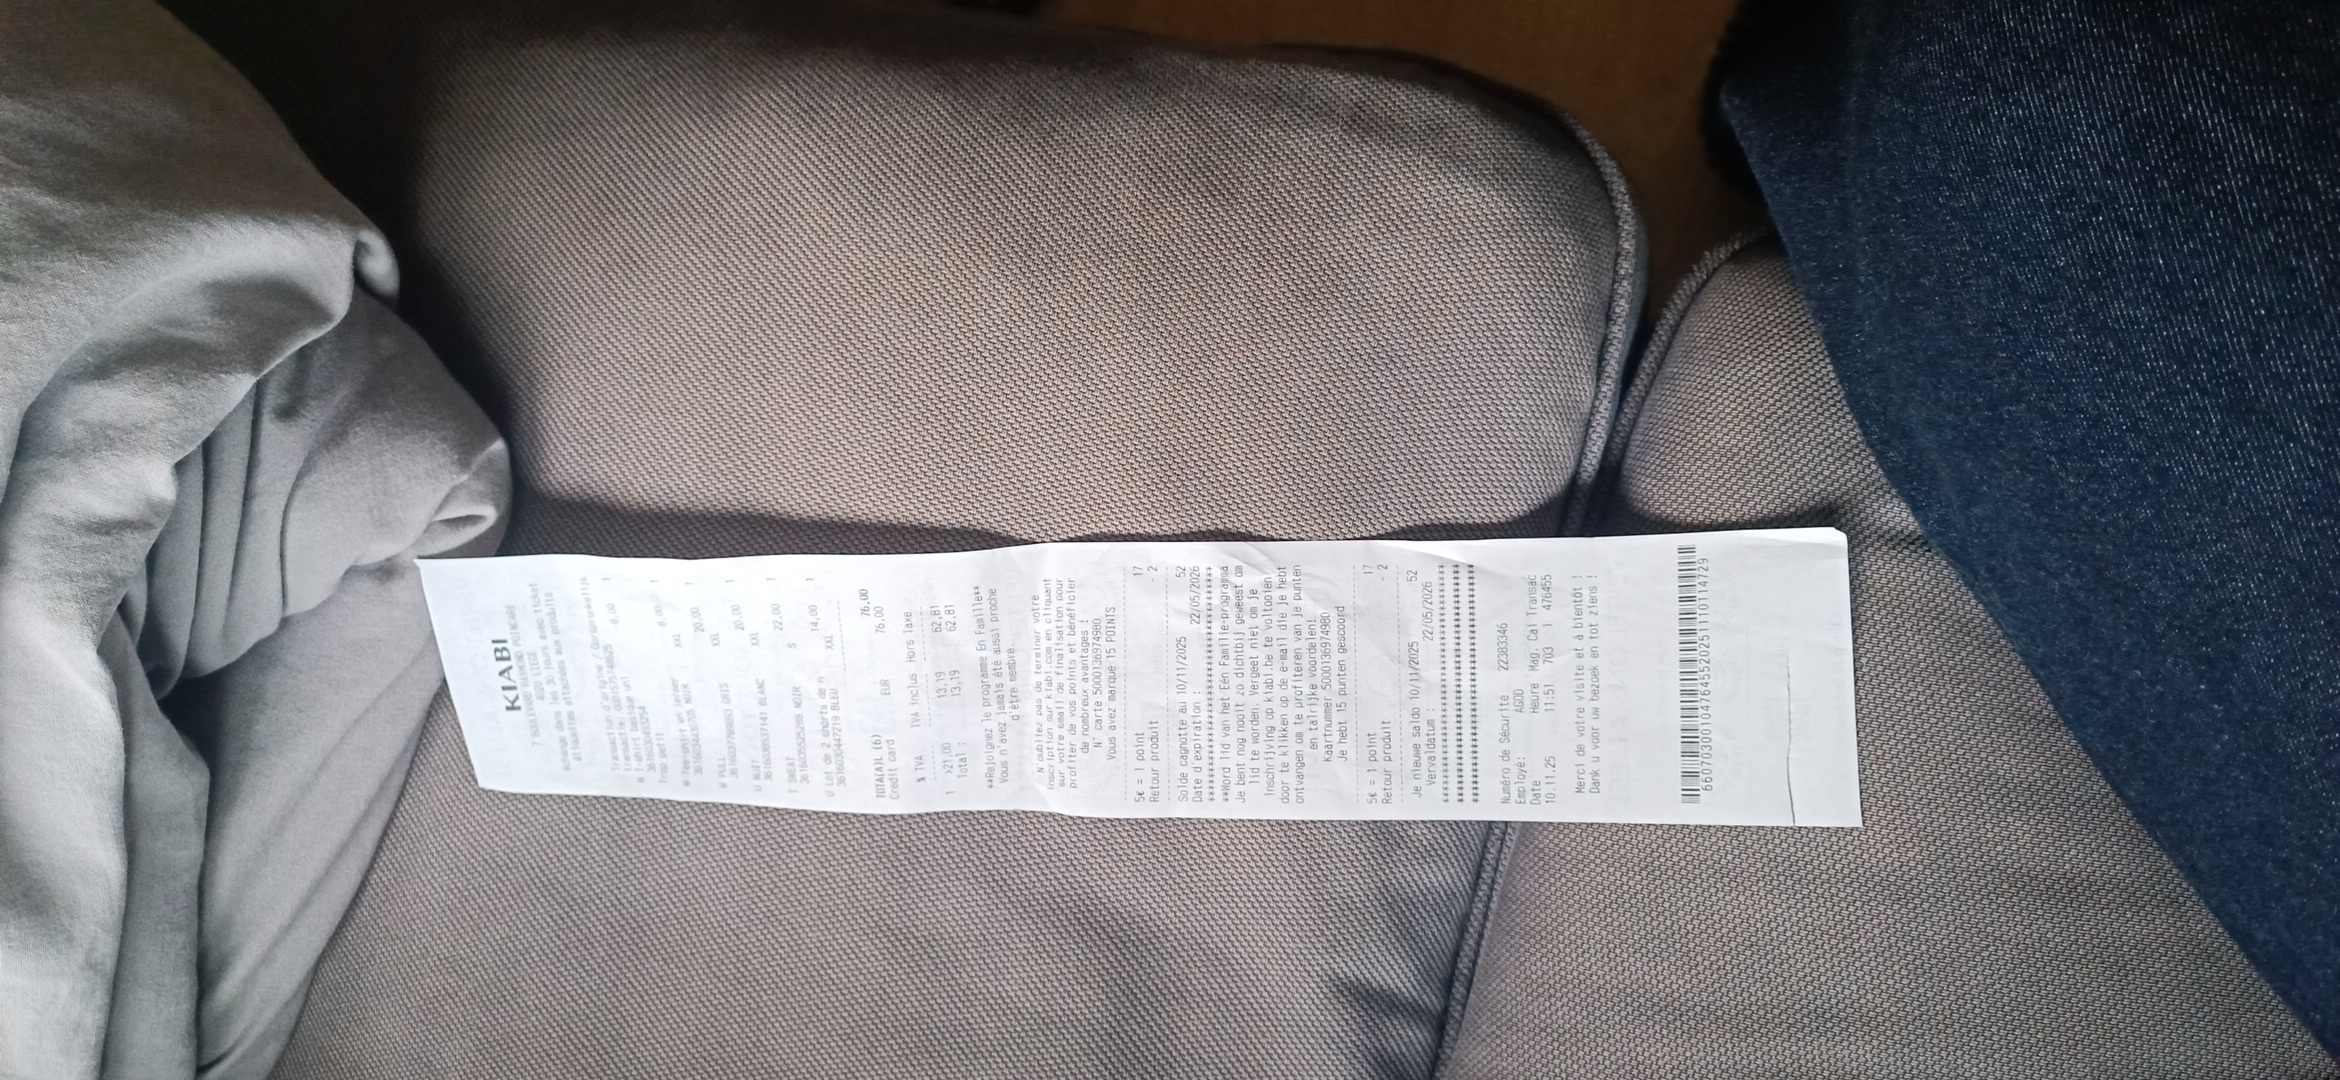 KIABI
7 BOULEVARD RAYMOND POINCARE
4020 LIEGE
Echange dans les 30 jours avec ticket
et étiquettes attachées aux produits
Transaction d'origine /
M T-shirt basique uni -8,00 1
Trop petit
M Tee-shirt en jersey 8,00 1
NOIR XXL
M PULL 20,00 1
GRIS XXL
U NUIT 20,00 1
BLANC XXL
T SWEAT 22,00 1
NOIR S
U Lot de 2 shorts de n 14,00 1
3616030447219 BLEU XXL
TOTA(A)L (6) 76,00
Credit card EUR 76,00
% TVA TVA inclus Hors Taxe
1 >21,00 13,19 62,81
Total : 13,19 62,81
**Rejoignez le programme En Famille**
Vous n'avez jamais été aussi proche
d'être membre.
N'oubliez pas de terminer votre
inscription sur kiabi.com en cliquant
sur votre email de finalisation pour
profiter de vos points et bénéficier
de nombreux avantages !
N° carte 5000136974980
Vous avez marqué 15 POINTS
5€ = 1 point 17
Retour produit - 2
Solde cagnotte au 10/11/2025 52
Date d'expiration : 22/05/2026
**Word lid van het Eén Familie-programma
Je bent nog nooit zo dichtbij geweest om
lid te worden. Vergeet niet om je
inschrijving op kiabi.be te voltooien
door te klikken op de e-mail die je hebt
ontvangen om te profiteren van je punten
en talrijke voordelen!
Kaartnummer 5000136974980
Je hebt 15 punten gescoord
5€ = 1 point 17
Retour produit - 2
Je nieuwe saldo 10/11/2025 52
Vervaldatum : 22/05/2026
Numéro de Sécurité 22383346
Employé: AGOD
Date Heure Mag. Cai Transac
10.11.25 11:51 703 1 476455
Merci de votre visite et à bientôt !
Dank u voor uw bezoek en tot ziens !
6607030010476455202511101114729